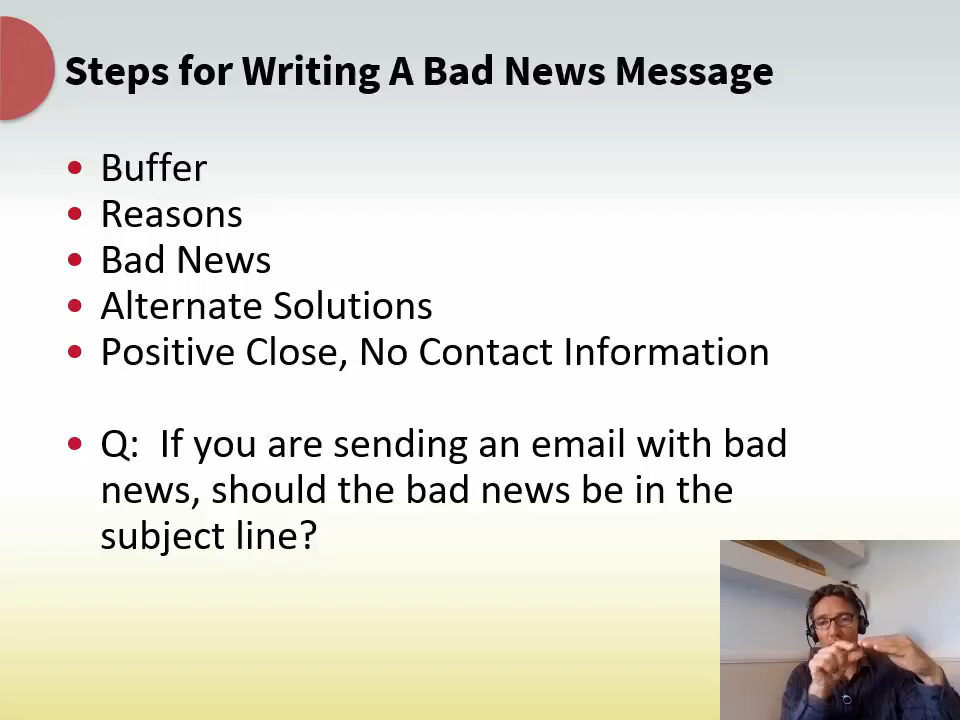 Steps for Writing A Bad News Message
• Buffer
• Reasons
• Bad News
• Alternate Solutions
• Positive Close, No Contact Information
• Q:  If you are sending an email with bad
news, should the bad news be in the
subject line?